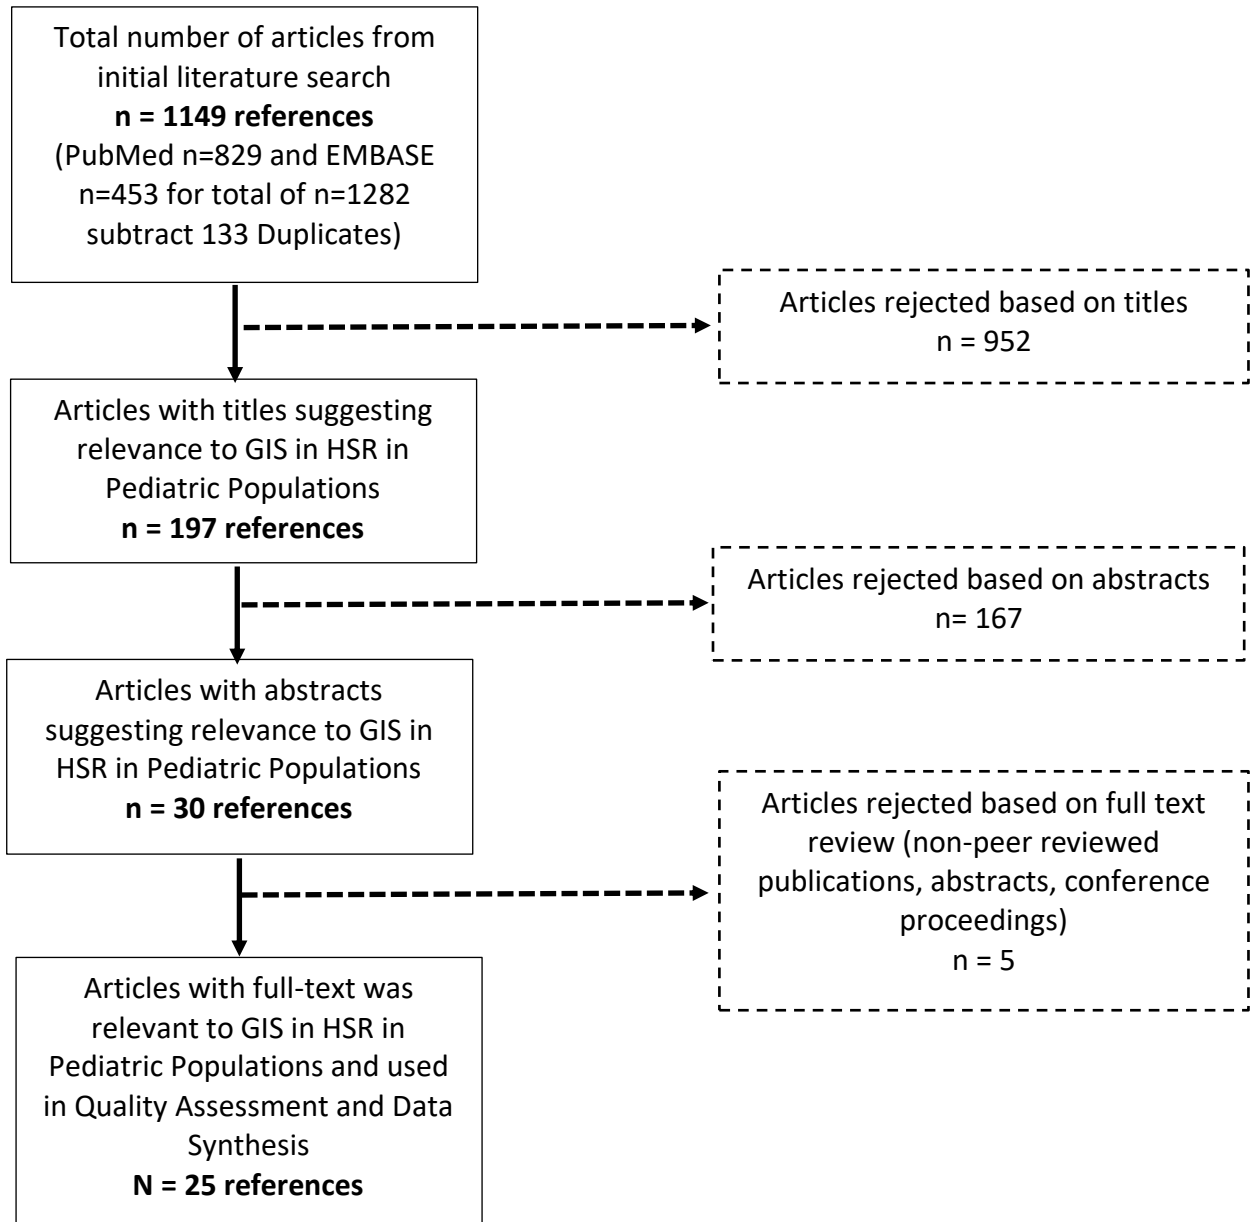 Total number of articles from
initial literature search
n = 1149 references
(PubMed n=829 and EMBASE
n=453 for total of n=1282
subtract 133 Duplicates)
Articles rejected based on titles
n = 952
Articles with titles suggesting
relevance to GIS in HSR in
Pediatric Populations
n = 197 references
Articles rejected based on abstracts
n= 167
Articles with abstracts
suggesting relevance to GIS in
HSR in Pediatric Populations
n = 30 references
Articles rejected based on full text
review (non-peer reviewed
publications, abstracts, conference
proceedings)
n = 5
Articles with full-text was
relevant to GIS in HSR in
Pediatric Populations and used
in Quality Assessment and Data
Synthesis
N = 25 references